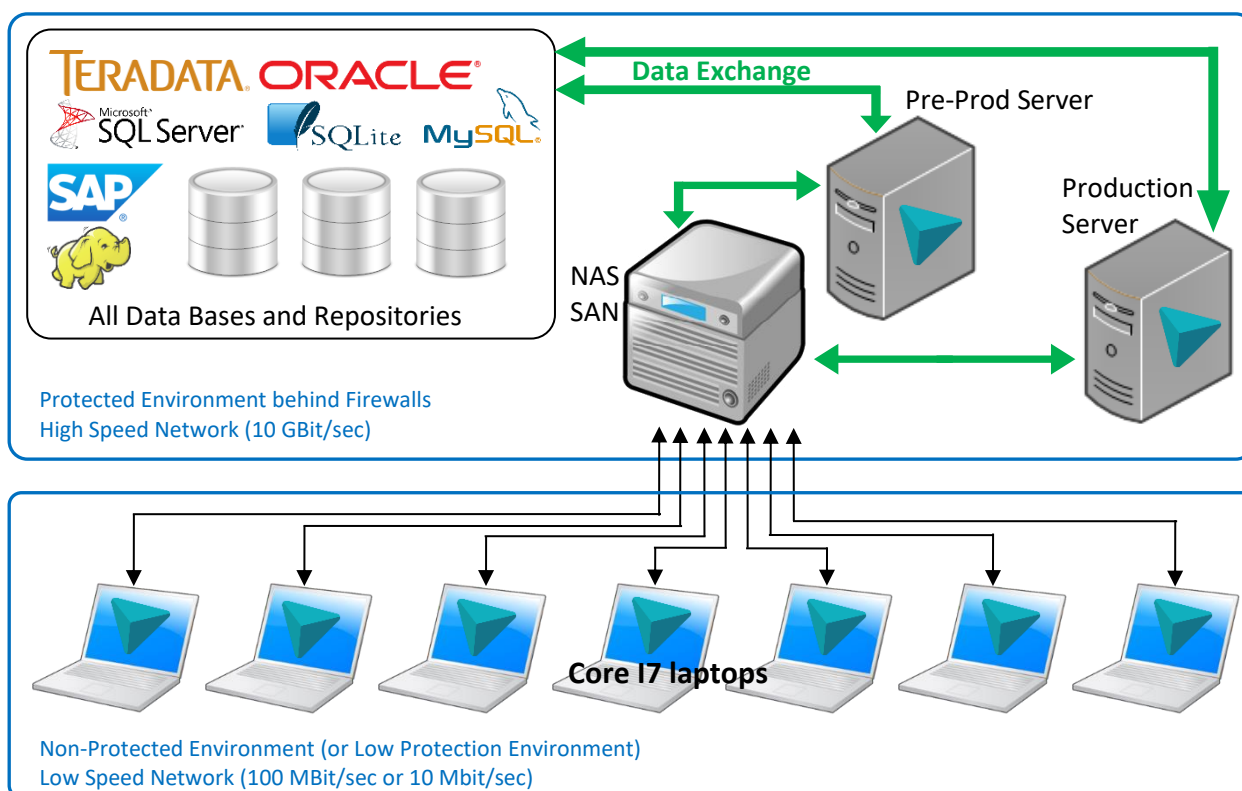 TERADATA. ORACLE®
Data Exchange
Pre-Prod Server
Microsoft®
SQL Server®
SQLite
MySQL®
SAP®
Production
Server
NAS
SAN
All Data Bases and Repositories
Protected Environment behind Firewalls
High Speed Network (10 GBit/sec)
Core I7 laptops
Non-Protected Environment (or Low Protection Environment)
Low Speed Network (100 MBit/sec or 10 Mbit/sec)